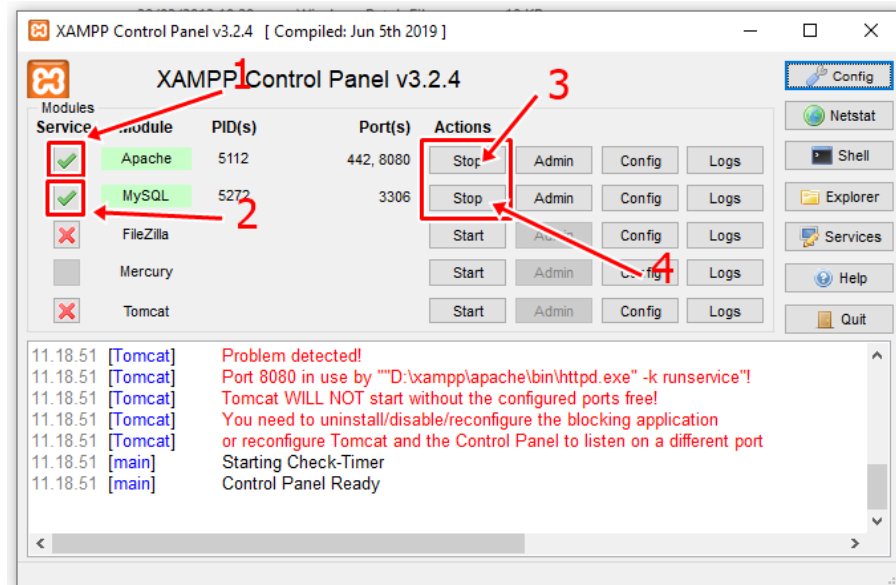 XAMPP Control Panel v3.2.4 [ Compiled: Jun 5th 2019 ]
XAMPP Control Panel v3.2.4
Config
Modules
Service Module PID(s) Port(s) Actions
Netstat
Apache 5112 442, 8080 Stop Admin Config Logs
Shell
MySQL 5272 3306 Stop Admin Config Logs
Explorer
FileZilla Start Admin Config Logs
Services
Mercury Start Admin Config Logs
Help
Tomcat Start Admin Config Logs
Quit
1
2
3
4
11.18.51 [Tomcat] Problem detected!
11.18.51 [Tomcat] Port 8080 in use by ""D:\xampp\apache\bin\httpd.exe" -k runservice"!
11.18.51 [Tomcat] Tomcat WILL NOT start without the configured ports free!
11.18.51 [Tomcat] You need to uninstall/disable/reconfigure the blocking application
11.18.51 [Tomcat] or reconfigure Tomcat and the Control Panel to listen on a different port
11.18.51 [main] Starting Check-Timer
11.18.51 [main] Control Panel Ready